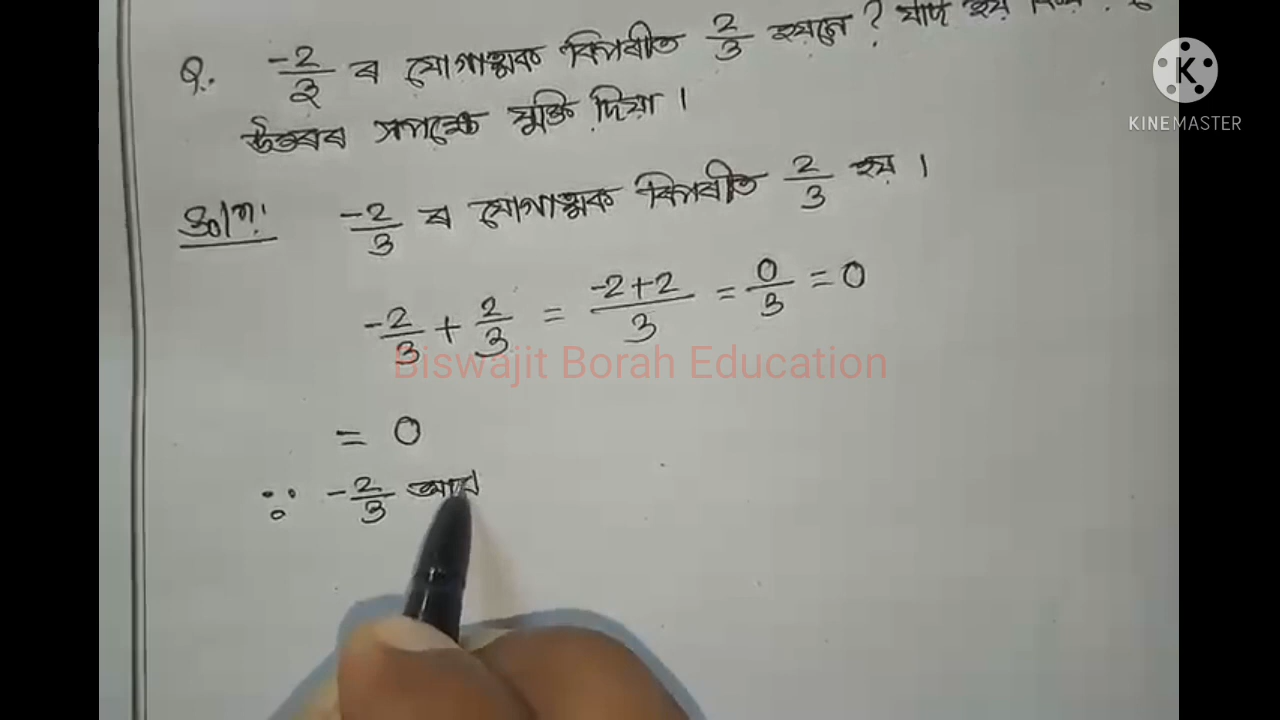 Q. -2/3 ৰ যোগাত্মক বিপৰীত 2/3 হয়নে? যদি হয়
উত্তৰৰ সপক্ষে যুক্তি দিয়া।
-2/3 ৰ যোগাত্মক বিপৰীত 2/3 হয়।
-2/3 + 2/3 = -2+2/3 = 0/3 = 0
= 0
∵ -2/3 আৰু
Biswajit Borah Education
K
KINEMASTER